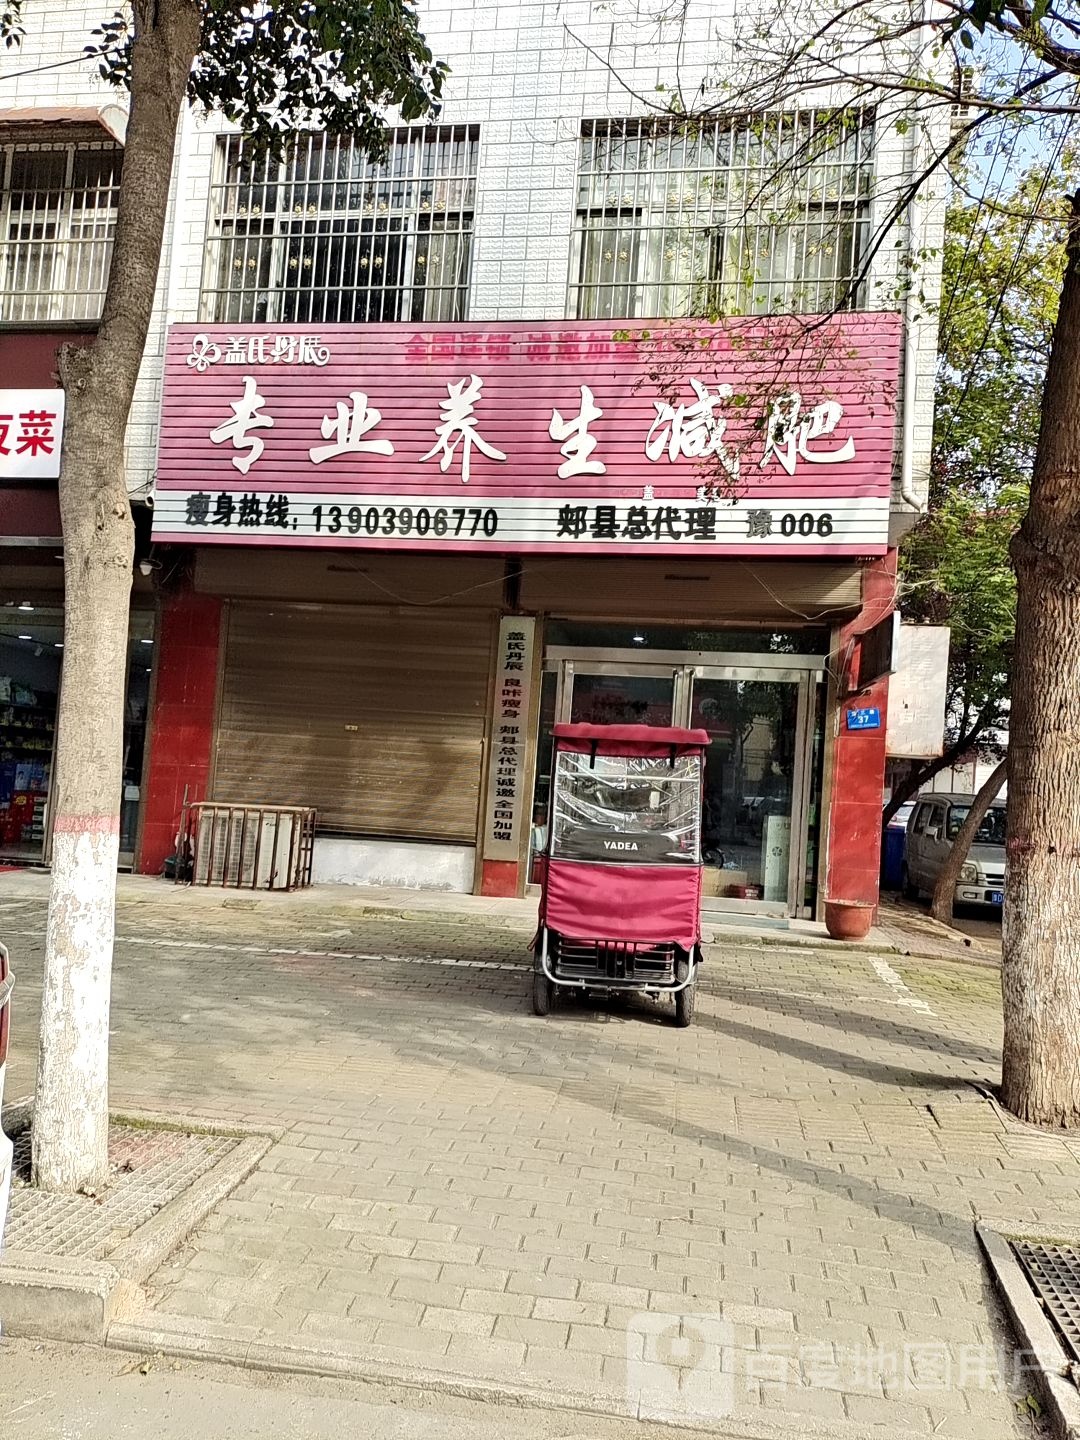 盖氏丹辰
全国连锁 诚邀加盟
专业养生减肥
瘦身热线:13903906770 郏县总代理 豫006
菜
盖氏丹辰 良咔瘦身 郏县总代理诚邀全国加盟
37
YADEA
百度地图用户